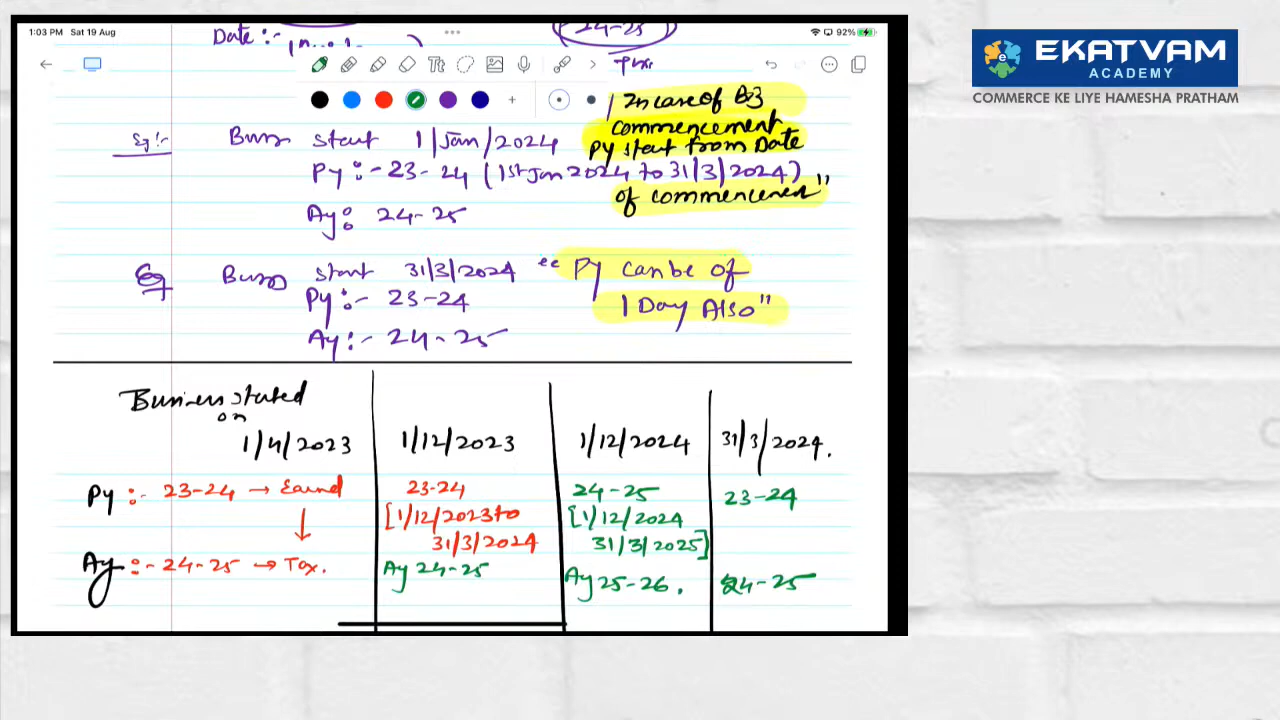 1:03 PM Sat 19 Aug
92%
Date :-
24-25
EKATVAM
ACADEMY
COMMERCE KE LIYE HAMESHA PRATHAM
In case of B3
commencement
Py start from Date
of commencement"
Eg :-
start 1/Jan/2024
Py :- 23-24 (1st Jan 2024 to 31/3/2024)
Ay: 24-25
Eg
start 31/3/2024 "Py can be of
1 Day Also"
Py :- 23-24
Ay :- 24-25
Business started
on
1/4/2023 1/12/2023 1/12/2024 31/3/2024.
Py :- 23-24 → Earned 23-24 24-25 23-24
[1/12/2023 to [1/12/2024
31/3/2024 31/3/2025]
Ay :- 24-25 → Tax. Ay 24-25 Ay 25-26. 24-25